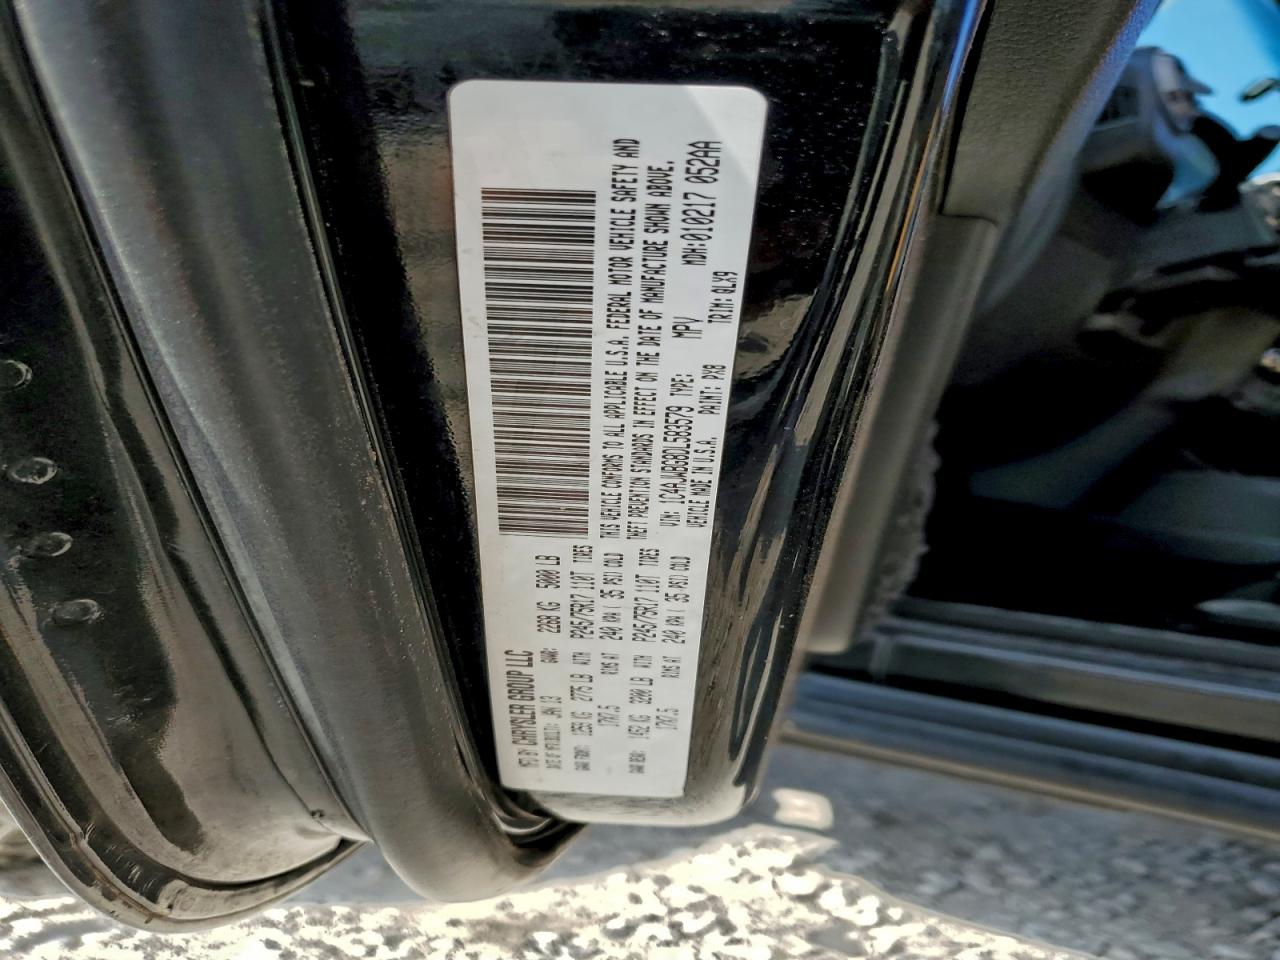 MFD BY CHRYSLER GROUP LLC
DATE OF MFR(BUILT): JAN 13 GVWR: 2268 KG 5000 LB
GAWR FRONT: 1259 KG 2775 LB WITH P245/75R17 110T TIRES
17X7.5 RIMS AT 240 KPA( 35 PSI) COLD
GAWR REAR: 1452 KG 3200 LB WITH P245/75R17 110T TIRES
17X7.5 RIMS AT 240 KPA( 35 PSI) COLD
THIS VEHICLE CONFORMS TO ALL APPLICABLE U.S.A. FEDERAL MOTOR VEHICLE SAFETY AND
THEFT PREVENTION STANDARDS IN EFFECT ON THE DATE OF MANUFACTURE SHOWN ABOVE.
VIN: 1C4AJWBG8DL583579 TYPE: MPV MDH:010217 052AA
VEHICLE MADE IN U.S.A. PAINT: PX8 TRIM: QLX9